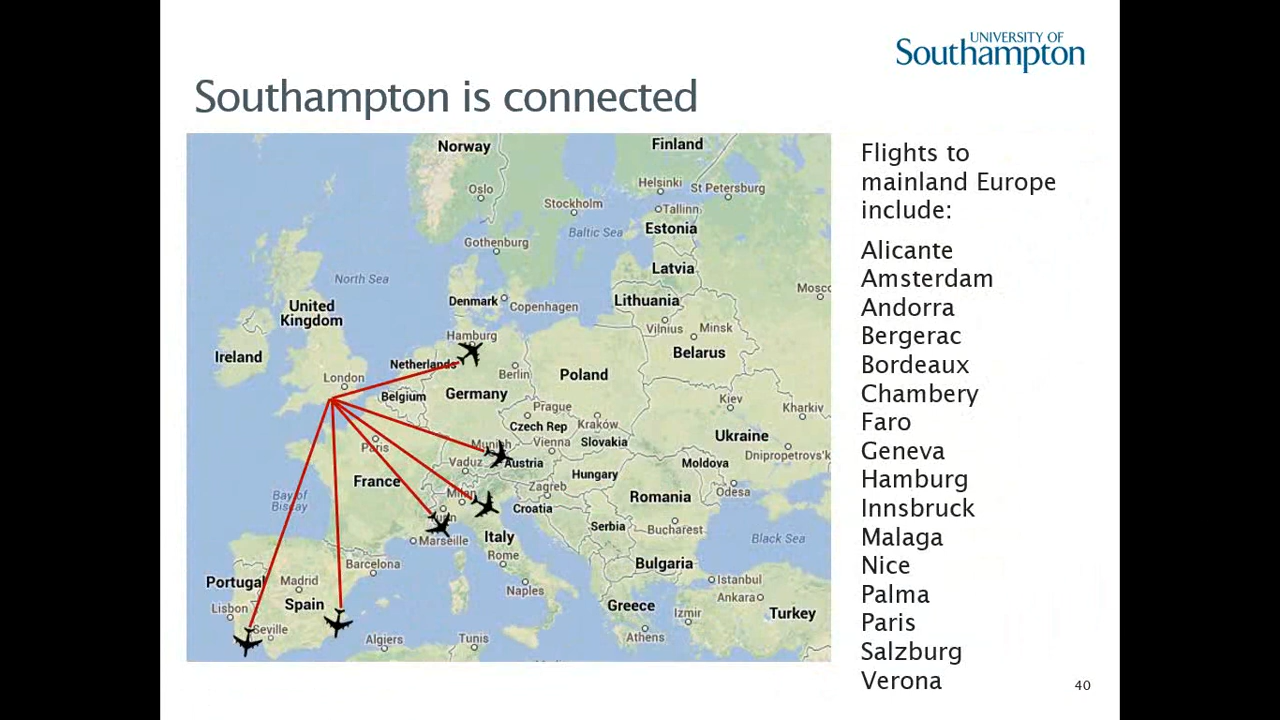 UNIVERSITY OF
Southampton
Southampton is connected
Norway
Finland
Oslo
Helsinki
St Petersburg
Stockholm
Tallinn
Baltic Sea
Estonia
Gothenburg
North Sea
Latvia
Mosc
United
Kingdom
Denmark
Copenhagen
Lithuania
Vilnius
Minsk
Hamburg
Ireland
Netherlands
Belarus
London
Berlin
Poland
Belgium
Germany
Kiev
Kharkiv
Prague
Kraków
Czech Rep
Ukraine
Paris
Munich
Vienna
Slovakia
Dnipropetrovs'k
Vaduz
Austria
Moldova
France
Hungary
Zagreb
Milan
Odesa
Bay of
Biscay
Romania
Croatia
Turin
Serbia
Bucharest
Marseille
Italy
Black Sea
Rome
Barcelona
Bulgaria
Portugal
Madrid
Istanbul
Naples
Ankara
Lisbon
Spain
Greece
Izmir
Turkey
Seville
Algiers
Tunis
Athens
Flights to
mainland Europe
include:
Alicante
Amsterdam
Andorra
Bergerac
Bordeaux
Chambery
Faro
Geneva
Hamburg
Innsbruck
Malaga
Nice
Palma
Paris
Salzburg
Verona
40